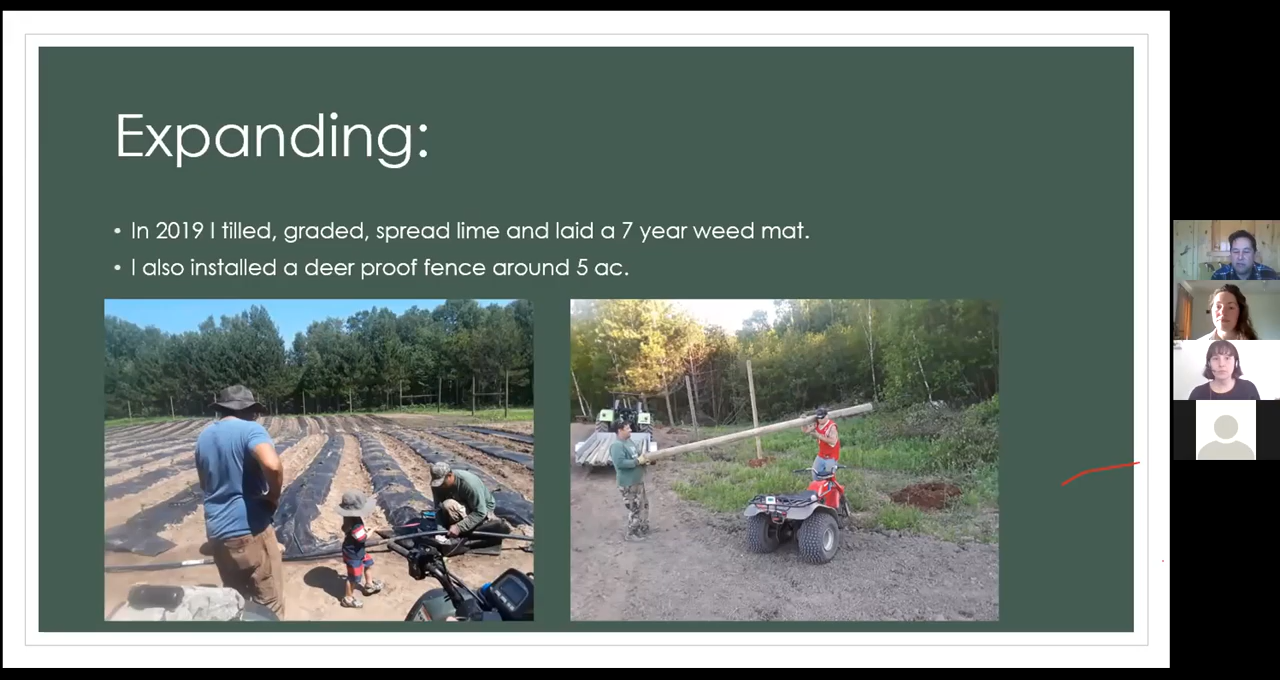 Expanding:
• In 2019 I tilled, graded, spread lime and laid a 7 year weed mat.
• I also installed a deer proof fence around 5 ac.